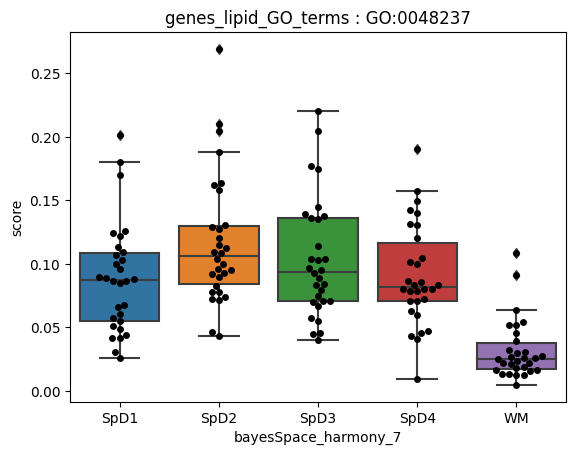 genes_lipid_GO_terms : GO:0048237
score
0.25
0.20
0.15
0.10
0.05
0.00
SpD1 SpD2 SpD3 SpD4 WM
bayesSpace_harmony_7